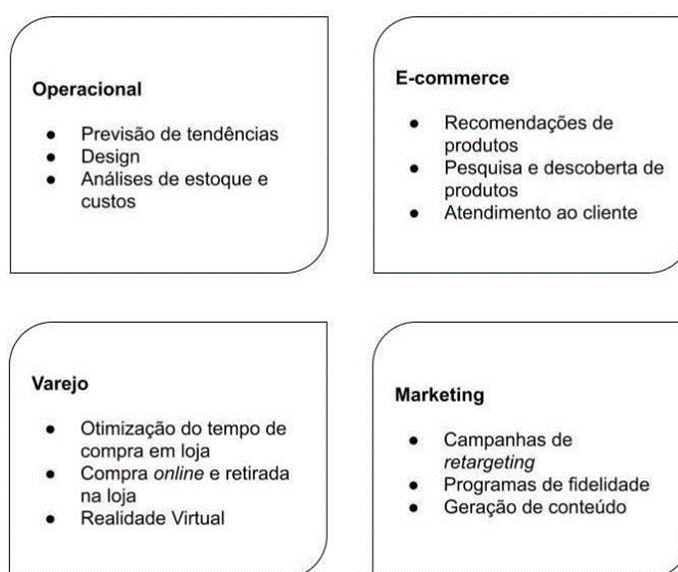 Operacional
● Previsão de tendências
● Design
● Análises de estoque e
custos
E-commerce
● Recomendações de
produtos
● Pesquisa e descoberta de
produtos
● Atendimento ao cliente
Varejo
● Otimização do tempo de
compra em loja
● Compra online e retirada
na loja
● Realidade Virtual
Marketing
● Campanhas de
retargeting
● Programas de fidelidade
● Geração de conteúdo